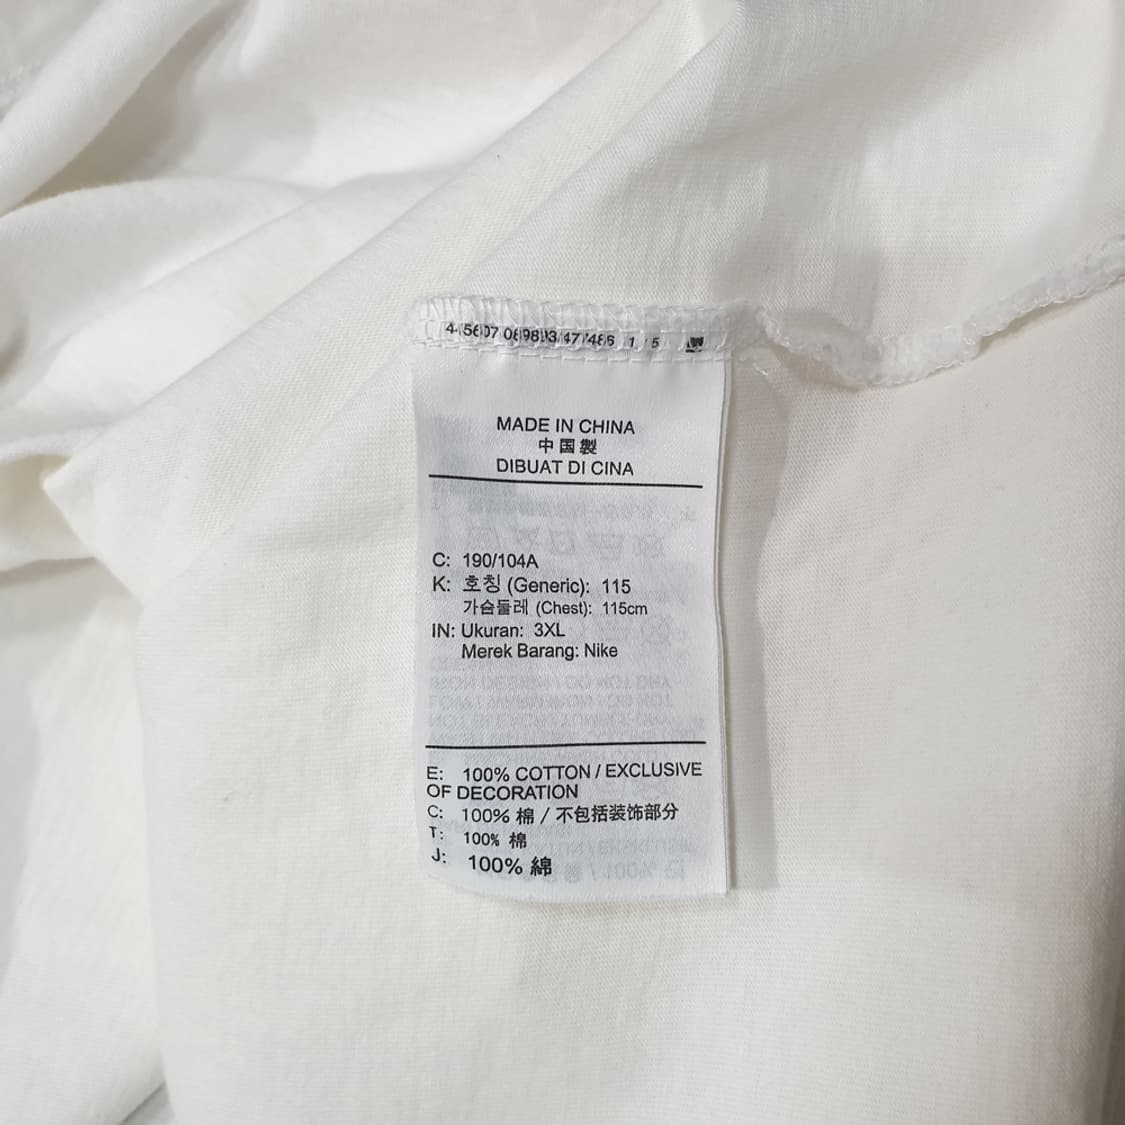 MADE IN CHINA
中国製
DIBUAT DI CINA
C: 190/104A
K: 호칭 (Generic): 115
가슴둘레 (Chest): 115cm
IN: Ukuran: 3XL
Merek Barang: Nike
E: 100% COTTON / EXCLUSIVE
OF DECORATION
C: 100% 棉 / 不包括装饰部分
T: 100% 棉
J: 100% 綿